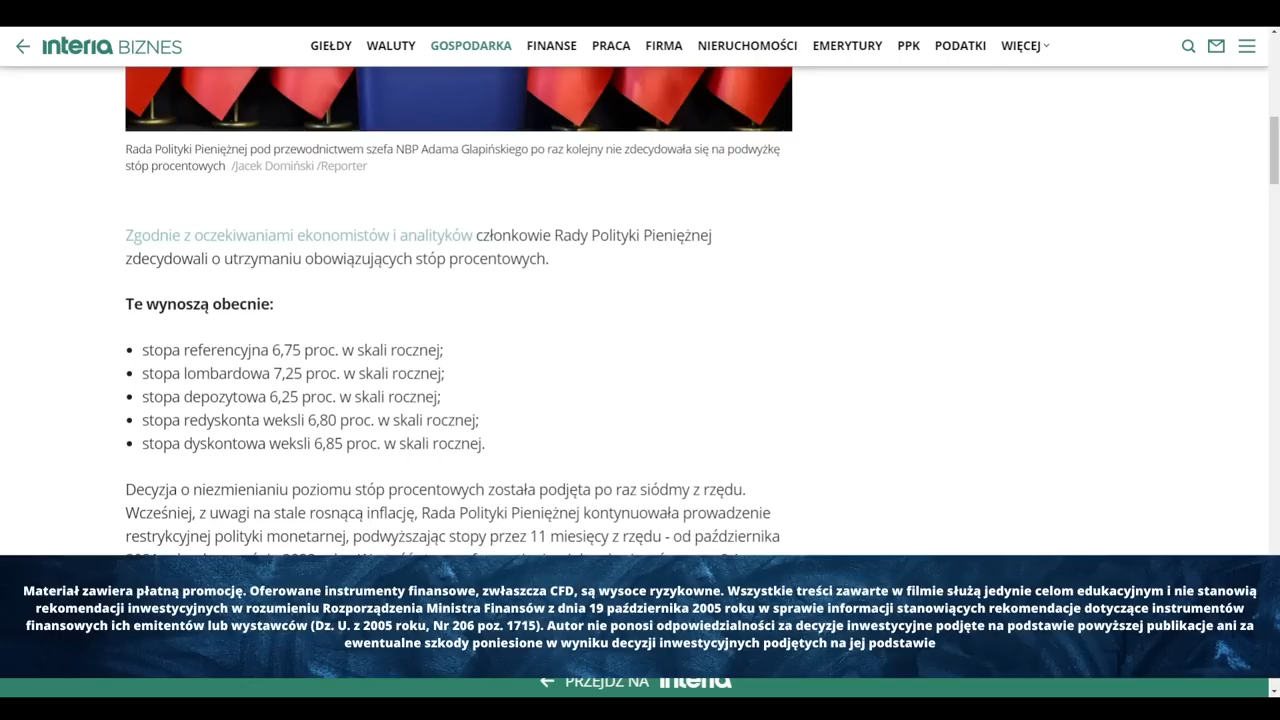 interia BIZNES GIEŁDY WALUTY GOSPODARKA FINANSE PRACA FIRMA NIERUCHOMOŚCI EMERYTURY PPK PODATKI WIĘCEJ
Rada Polityki Pieniężnej pod przewodnictwem szefa NBP Adama Glapińskiego po raz kolejny nie zdecydowała się na podwyżkę
stóp procentowych /Jacek Domiński /Reporter
Zgodnie z oczekiwaniami ekonomistów i analityków członkowie Rady Polityki Pieniężnej
zdecydowali o utrzymaniu obowiązujących stóp procentowych.
Te wynoszą obecnie:
• stopa referencyjna 6,75 proc. w skali rocznej;
• stopa lombardowa 7,25 proc. w skali rocznej;
• stopa depozytowa 6,25 proc. w skali rocznej;
• stopa redyskonta weksli 6,80 proc. w skali rocznej;
• stopa dyskontowa weksli 6,85 proc. w skali rocznej.
Decyzja o niezmienianiu poziomu stóp procentowych została podjęta po raz siódmy z rzędu.
Wcześniej, z uwagi na stale rosnącą inflację, Rada Polityki Pieniężnej kontynuowała prowadzenie
restrykcyjnej polityki monetarnej, podwyższając stopy przez 11 miesięcy z rzędu - od października
Materiał zawiera płatną promocję. Oferowane instrumenty finansowe, zwłaszcza CFD, są wysoce ryzykowne. Wszystkie treści zawarte w filmie służą jedynie celom edukacyjnym i nie stanowią
rekomendacji inwestycyjnych w rozumieniu Rozporządzenia Ministra Finansów z dnia 19 października 2005 roku w sprawie informacji stanowiących rekomendacje dotyczące instrumentów
finansowych ich emitentów lub wystawców (Dz. U. z 2005 roku, Nr 206 poz. 1715). Autor nie ponosi odpowiedzialności za decyzje inwestycyjne podjęte na podstawie powyższej publikacje ani za
ewentualne szkody poniesione w wyniku decyzji inwestycyjnych podjętych na jej podstawie
PRZEJDŹ NA interia